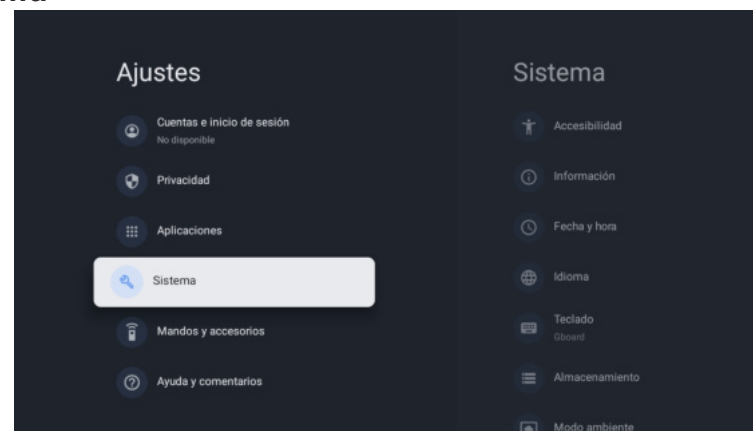 Ajustes
Cuentas e inicio de sesión
No disponible
Privacidad
Aplicaciones
Sistema
Mandos y accesorios
Ayuda y comentarios
Sistema
Accesibilidad
Información
Fecha y hora
Idioma
Teclado
Gboard
Almacenamiento
Modo ambiente